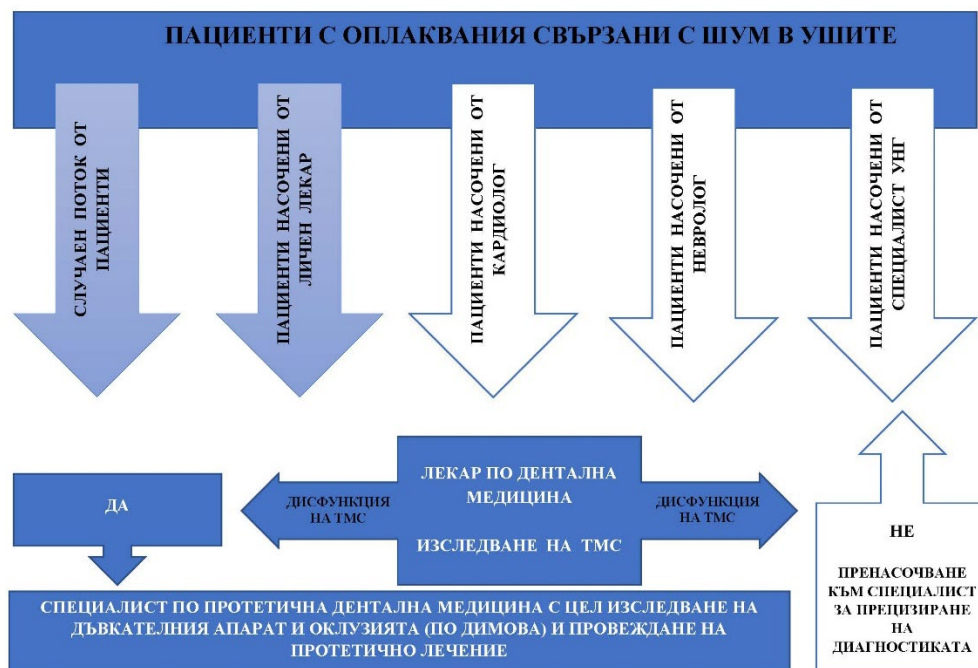 ПАЦИЕНТИ С ОПЛАКВАНИЯ СВЪРЗАНИ С ШУМ В УШИТЕ
СЛУЧАЕН ПОТОК ОТ
ПАЦИЕНТИ
ПАЦИЕНТИ НАСОЧЕНИ ОТ
ЛИЧЕН ЛЕКАР
ПАЦИЕНТИ НАСОЧЕНИ ОТ
КАРДИОЛОГ
ПАЦИЕНТИ НАСОЧЕНИ ОТ
НЕВРОЛОГ
ПАЦИЕНТИ НАСОЧЕНИ ОТ
СПЕЦИАЛИСТ УНГ
ДА
ДИСФУНКЦИЯ
НА ТМС
ЛЕКАР ПО ДЕНТАЛНА
МЕДИЦИНА
ИЗСЛЕДВАНЕ НА ТМС
ДИСФУНКЦИЯ
НА ТМС
НЕ
ПРЕНАСОЧВАНЕ
КЪМ СПЕЦИАЛИСТ
ЗА ПРЕЦИЗИРАНЕ
НА
ДИАГНОСТИКАТА
СПЕЦИАЛИСТ ПО ПРОТЕТИЧНА ДЕНТАЛНА МЕДИЦИНА С ЦЕЛ ИЗСЛЕДВАНЕ НА
ДЪВКАТЕЛНИЯ АПАРАТ И ОКЛУЗИЯТА (ПО ДИМОВА) И ПРОВЕЖДАНЕ НА
ПРОТЕТИЧНО ЛЕЧЕНИЕ